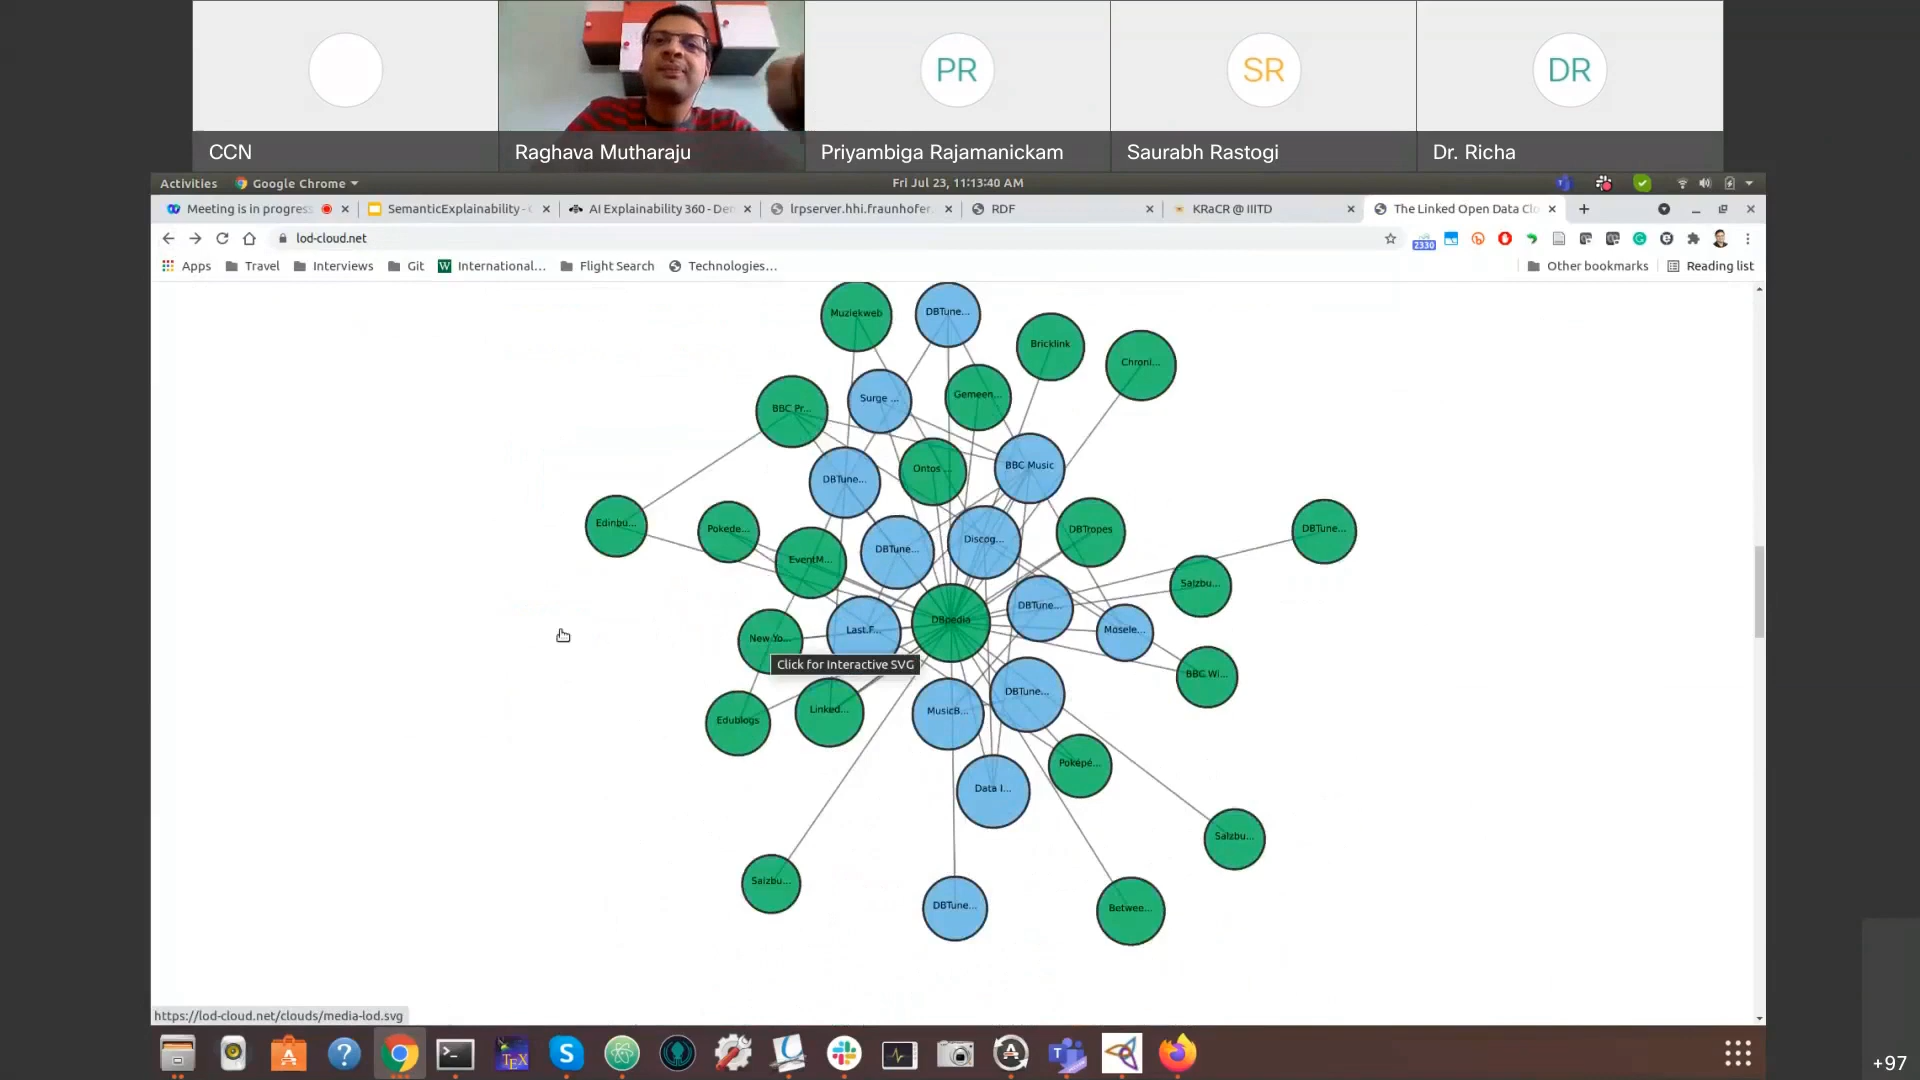 PR
SR
DR
CCN
Raghava Mutharaju
Priyambiga Rajamanickam
Saurabh Rastogi
Dr. Richa
Activities
Google Chrome
Fri Jul 23, 11:13:40 AM
Meeting is in progress
SemanticExplainability -
AI Explainability 360 - De
lrpserver.hhi.fraunhofer.
RDF
KRaCR @ IIITD
The Linked Open Data Clo
lod-cloud.net
2330
Apps
Travel
Interviews
Git
International...
Flight Search
Technologies...
Other bookmarks
Reading list
Muziekweb
DBTune...
Bricklink
Chroni...
Surge ...
Gemeen...
BBC Pr...
BBC Music
Ontos ...
DBTune...
Edinbu...
Pokede...
DBTropes
DBTune...
Discog...
DBTune...
EventM...
Salzbu...
DBTune...
DBpedia
Last.F...
Mosele...
New Yo...
Click for Interactive SVG
BBC Wi...
DBTune...
Linked...
MusicB...
Edublogs
Poképé...
Data I...
Salzbu...
Salzbu...
DBTune...
Betwee...
https://lod-cloud.net/clouds/media-lod.svg
TEX
+97